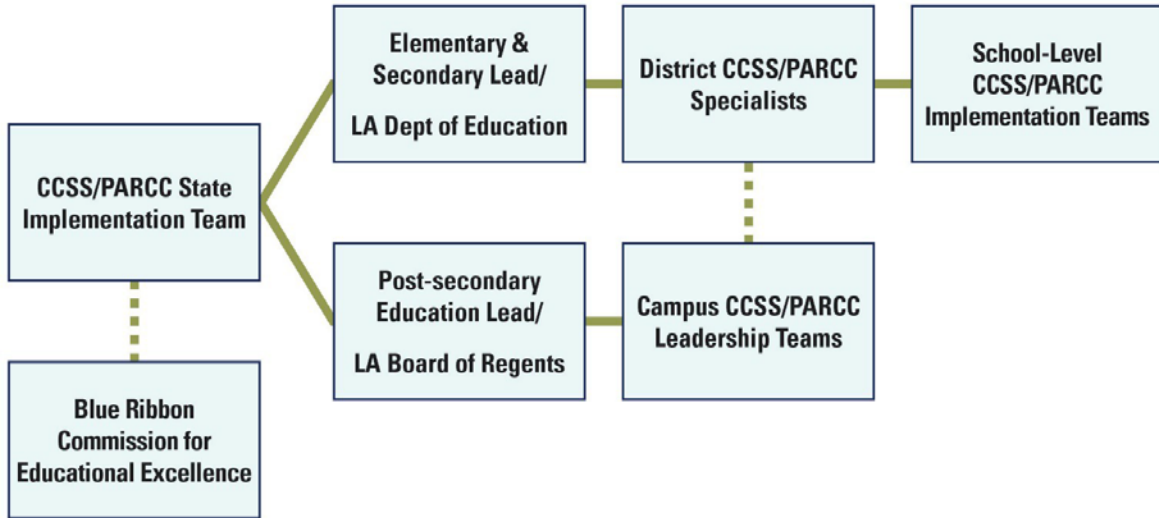 CCSS/PARCC State
Implementation Team
Blue Ribbon
Commission for
Educational Excellence
Elementary &
Secondary Lead/
LA Dept of Education
Post-secondary
Education Lead/
LA Board of Regents
District CCSS/PARCC
Specialists
Campus CCSS/PARCC
Leadership Teams
School-Level
CCSS/PARCC
Implementation Teams